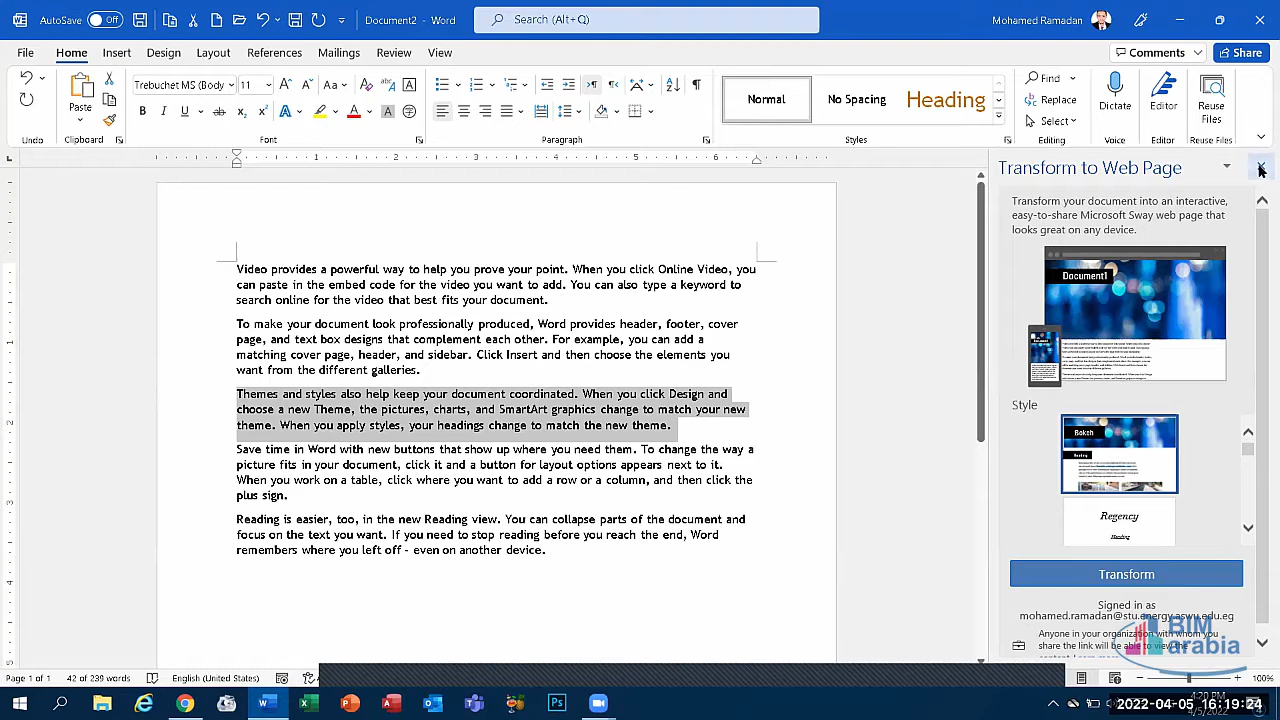 AutoSave Off Document2 - Word Search (Alt+Q) Mohamed Ramadan
File Home Insert Design Layout References Mailings Review View Comments Share
Paste Trebuchet MS (Body 11 Normal No Spacing Heading Find Replace Select Dictate Editor Reuse Files
Clipboard Font Paragraph Styles Editing Voice Editor Reuse Files
Transform to Web Page
Transform your document into an interactive,
easy-to-share Microsoft Sway web page that
looks great on any device.
Document1
Video provides a powerful way to help you prove your point. When you click Online Video, you
can paste in the embed code for the video you want to add. You can also type a keyword to
search online for the video that best fits your document.
To make your document look professionally produced, Word provides header, footer, cover
page, and text box designs that complement each other. For example, you can add a
matching cover page, header, and sidebar. Click Insert and then choose the elements you
want from the different galleries.
Themes and styles also help keep your document coordinated. When you click Design and
choose a new Theme, the pictures, charts, and SmartArt graphics change to match your new
theme. When you apply styles, your headings change to match the new theme.
Save time in Word with new buttons that show up where you need them. To change the way a
picture fits in your document, click it and a button for layout options appears next to it.
When you work on a table, click where you want to add a row or a column, and then click the
plus sign.
Reading is easier, too, in the new Reading view. You can collapse parts of the document and
focus on the text you want. If you need to stop reading before you reach the end, Word
remembers where you left off - even on another device.
Style
Bokeh
Heading
Regency
Heading
Transform
Signed in as
mohamed.ramadan@stu.energy.aswu.edu.eg
Anyone in your organization with whom you
share the link will be able to view the
BIM
arabia
Page 1 of 1 42 of 239 words English (United States) 100%
4:20 PM
2022-04-05 16:19:24